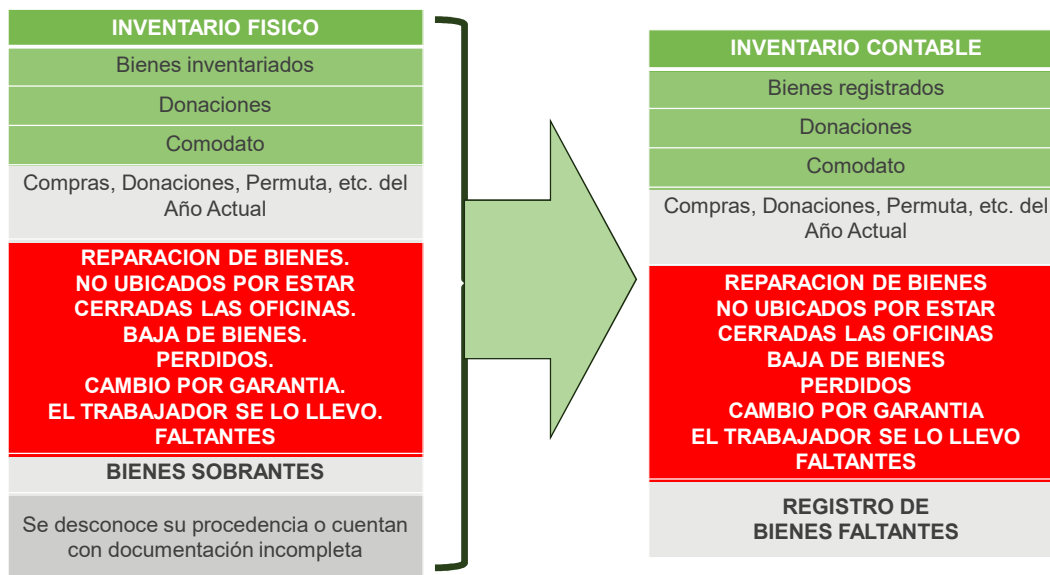 INVENTARIO FISICO
Bienes inventariados
Donaciones
Comodato
Compras, Donaciones, Permuta, etc. del
Año Actual
REPARACION DE BIENES.
NO UBICADOS POR ESTAR
CERRADAS LAS OFICINAS.
BAJA DE BIENES.
PERDIDOS.
CAMBIO POR GARANTIA.
EL TRABAJADOR SE LO LLEVO.
FALTANTES
BIENES SOBRANTES
Se desconoce su procedencia o cuentan
con documentación incompleta
INVENTARIO CONTABLE
Bienes registrados
Donaciones
Comodato
Compras, Donaciones, Permuta, etc. del
Año Actual
REPARACION DE BIENES
NO UBICADOS POR ESTAR
CERRADAS LAS OFICINAS
BAJA DE BIENES
PERDIDOS
CAMBIO POR GARANTIA
EL TRABAJADOR SE LO LLEVO
FALTANTES
REGISTRO DE
BIENES FALTANTES